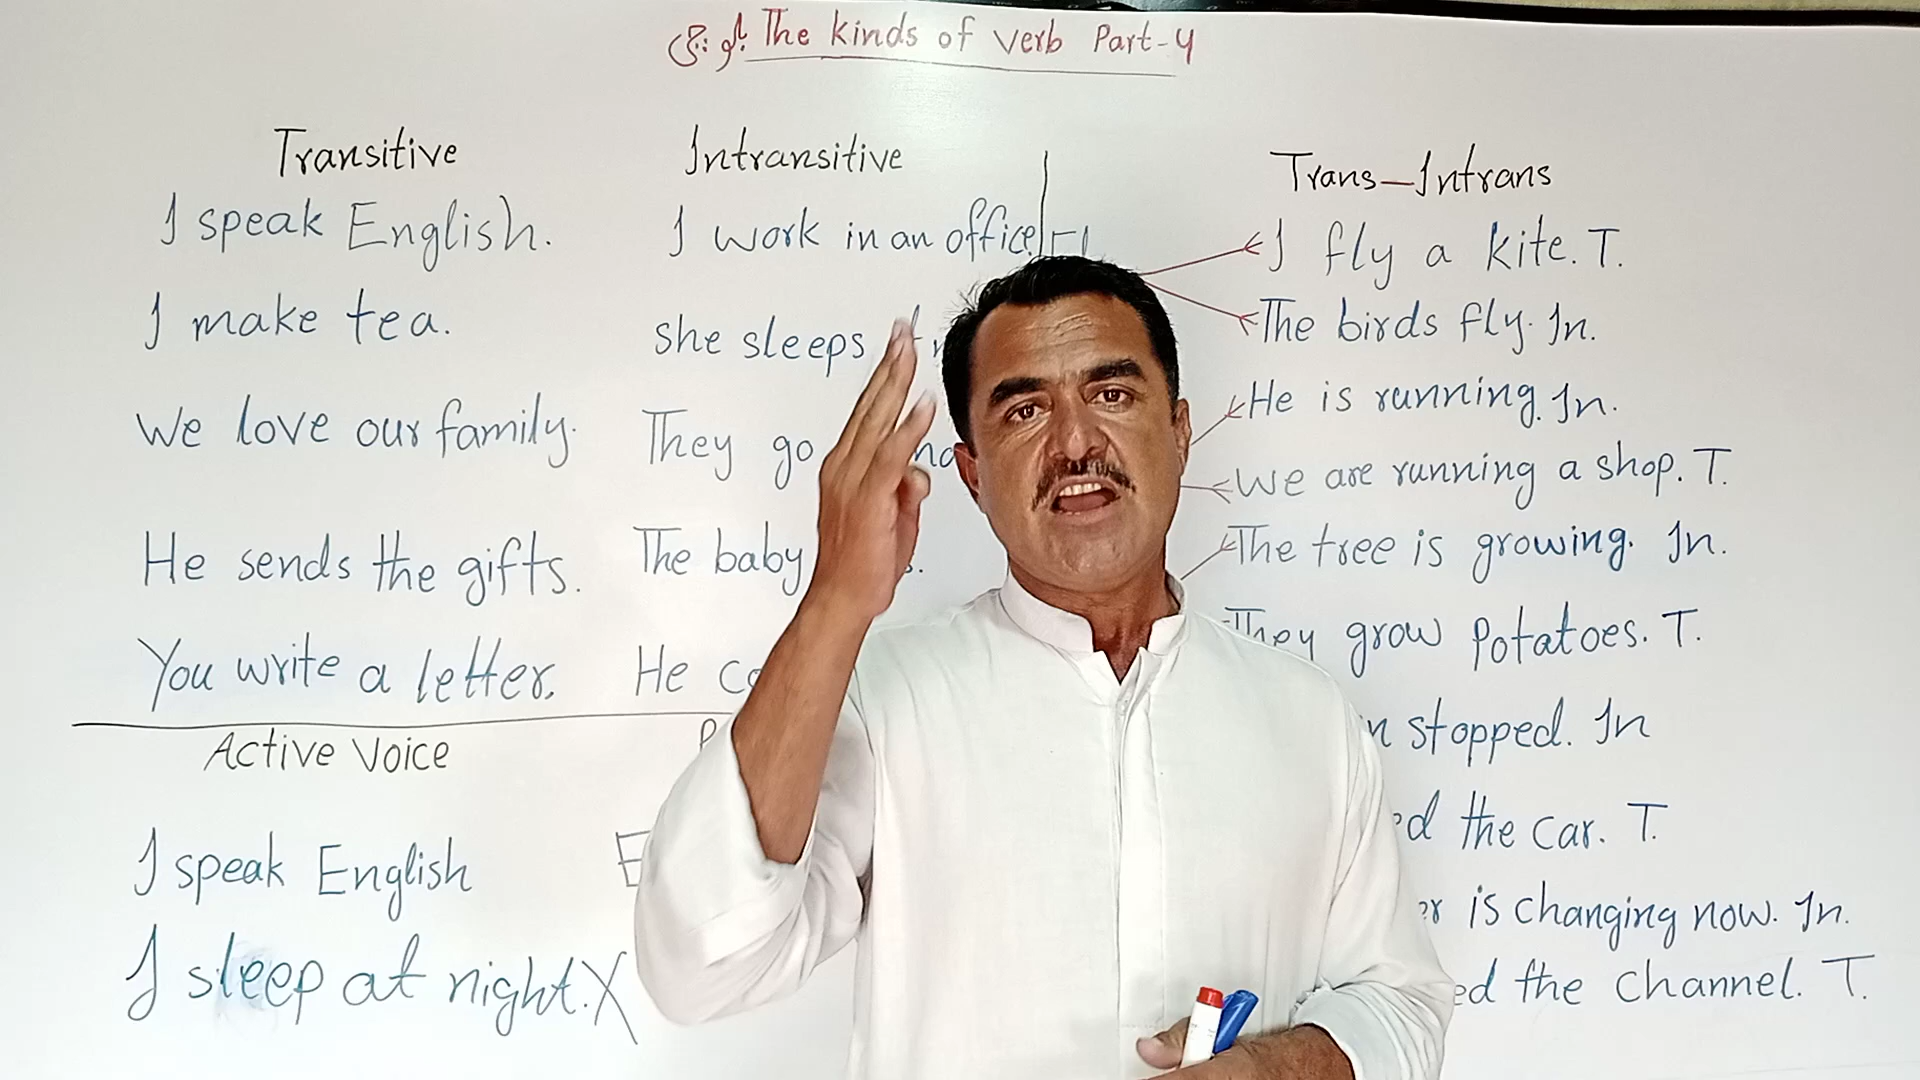 The kinds of verb Part-4
Transitive
I speak English.
I make tea.
We love our family.
He sends the gifts.
You write a letter.
Intransitive
I work in an office
she sleeps
They go
The baby
He
Trans-Intrans
I fly a kite. T.
The birds fly. In.
He is running. In.
We are running a shop. T.
The tree is growing. In.
They grow potatoes. T.
stopped. In
the car. T.
is changing now. In.
the channel. T.
Active Voice
I speak English
I sleep at night. X